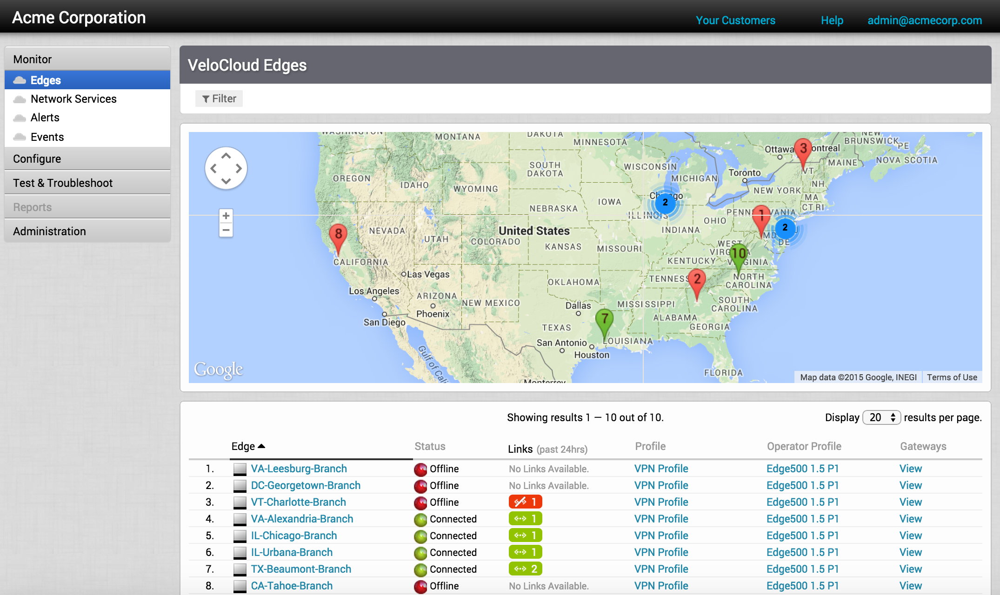 Acme Corporation
Your Customers Help admin@acmecorp.com
Monitor
Edges
Network Services
Alerts
Events
Configure
Test & Troubleshoot
Reports
Administration
VeloCloud Edges
Filter
WASHINGTON
MONTANA
DAKOTA
MINNESOTA
NEW
BRUNSWICK
PE
Ottawa
3
ontreal
NOVA SCOTIA
MAINE
VT
SOUTH
DAKOTA
WISCONSIN
MICHIGAN
Toronto
OREGON
IDAHO
WYOMING
NH
NEW YORK
MA
CT RI
Chicago
2
IOWA
NEBRASKA
ILLINOIS
OHIO
1
2
MD
DE
+
−
8
NEVADA
UTAH
COLORADO
United States
KANSAS
MISSOURI
INDIANA
WEST
10
KENTUCKY
CALIFORNIA
Las Vegas
OKLAHOMA
2
NORTH
CAROLINA
Los Angeles
ARIZONA
Phoenix
NEW MEXICO
Dallas
MISSISSIPPI
SOUTH
CAROLINA
San Diego
TEXAS
7
ALABAMA
GEORGIA
San Antonio
LOUISIANA
Houston
Google
FLORIDA
Monterrey
Map data ©2015 Google, INEGI Terms of Use
Showing results 1 – 10 out of 10.
Display 20 results per page.
Edge Status Links (past 24hrs) Profile Operator Profile Gateways
1. VA-Leesburg-Branch Offline No Links Available. VPN Profile Edge500 1.5 P1 View
2. DC-Georgetown-Branch Offline No Links Available. VPN Profile Edge500 1.5 P1 View
3. VT-Charlotte-Branch Offline 1 VPN Profile Edge500 1.5 P1 View
4. VA-Alexandria-Branch Connected 1 VPN Profile Edge500 1.5 P1 View
5. IL-Chicago-Branch Connected 1 VPN Profile Edge500 1.5 P1 View
6. IL-Urbana-Branch Connected 1 VPN Profile Edge500 1.5 P1 View
7. TX-Beaumont-Branch Connected 2 VPN Profile Edge500 1.5 P1 View
8. CA-Tahoe-Branch Offline No Links Available. VPN Profile Edge500 1.5 P1 View